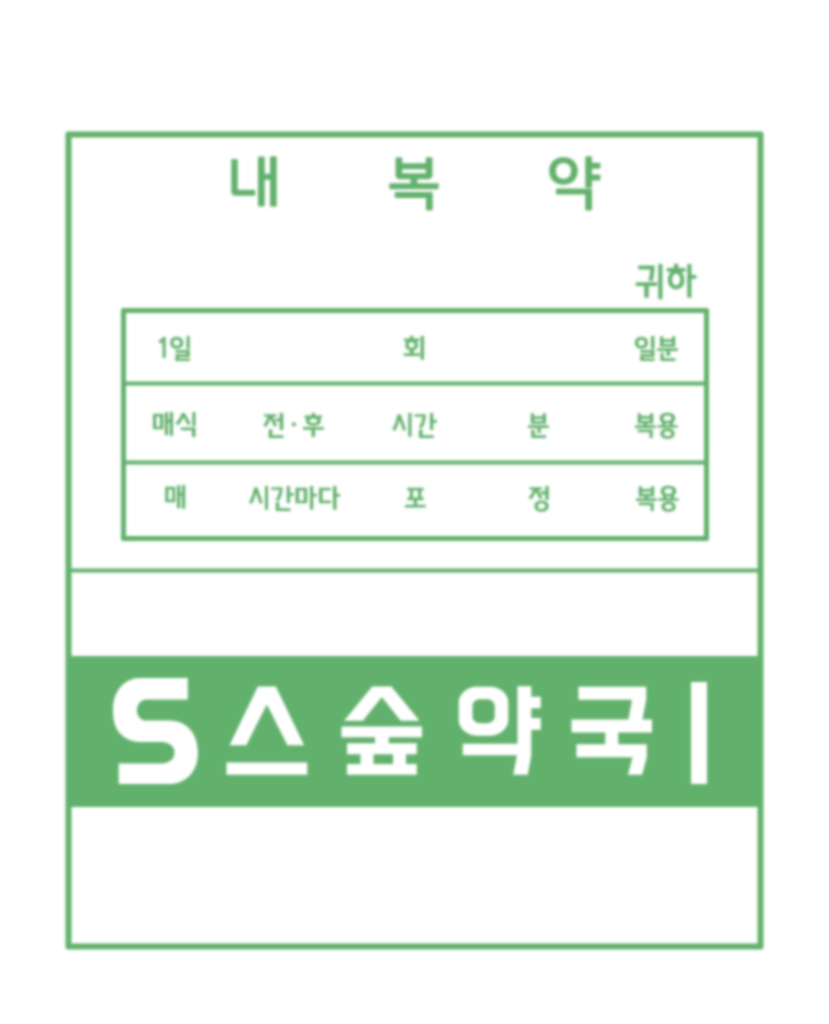 내 복 약
귀하
1일 회 일분
매식 전·후 시간 분 복용
매 시간마다 포 정 복용
S스숲약국l